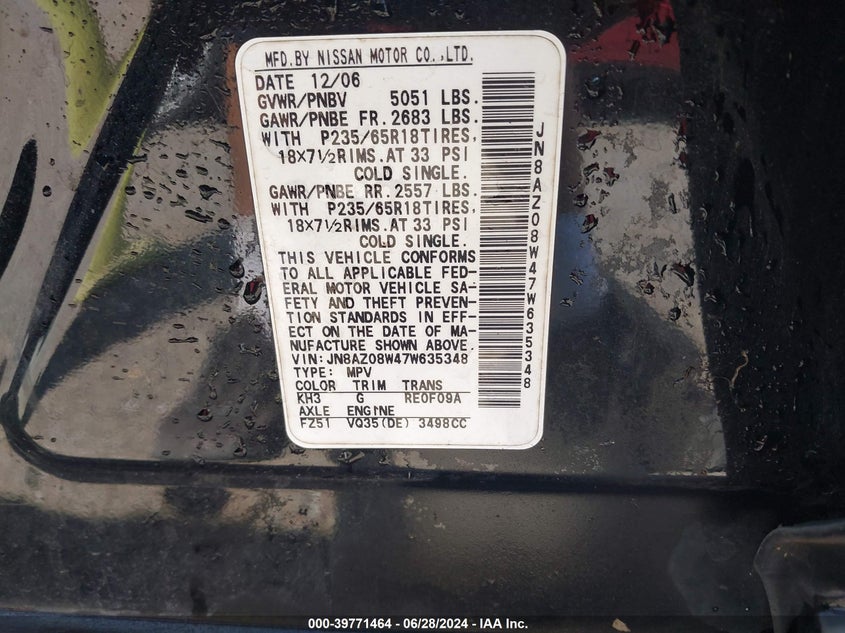 MFD.BY NISSAN MOTOR CO.,LTD.
DATE 12/06
GVWR/PNBV 5051 LBS.
GAWR/PNBE FR.2683 LBS.
WITH P235/65R18TIRES,
18X7½RIMS.AT 33 PSI
COLD SINGLE.
GAWR/PNBE RR.2557 LBS.
WITH P235/65R18TIRES,
18X7½RIMS.AT 33 PSI
COLD SINGLE.
THIS VEHICLE CONFORMS
TO ALL APPLICABLE FED-
ERAL MOTOR VEHICLE SA-
FETY AND THEFT PREVEN-
TION STANDARDS IN EFF-
ECT ON THE DATE OF MA-
NUFACTURE SHOWN ABOVE.
VIN:JN8AZ08W47W635348
TYPE: MPV
COLOR TRIM TRANS
KH3 G RE0F09A
AXLE ENGINE
FZ51 VQ35(DE) 3498CC
JN8AZ08W47W635348
000-39771464 - 06/28/2024 - IAA Inc.